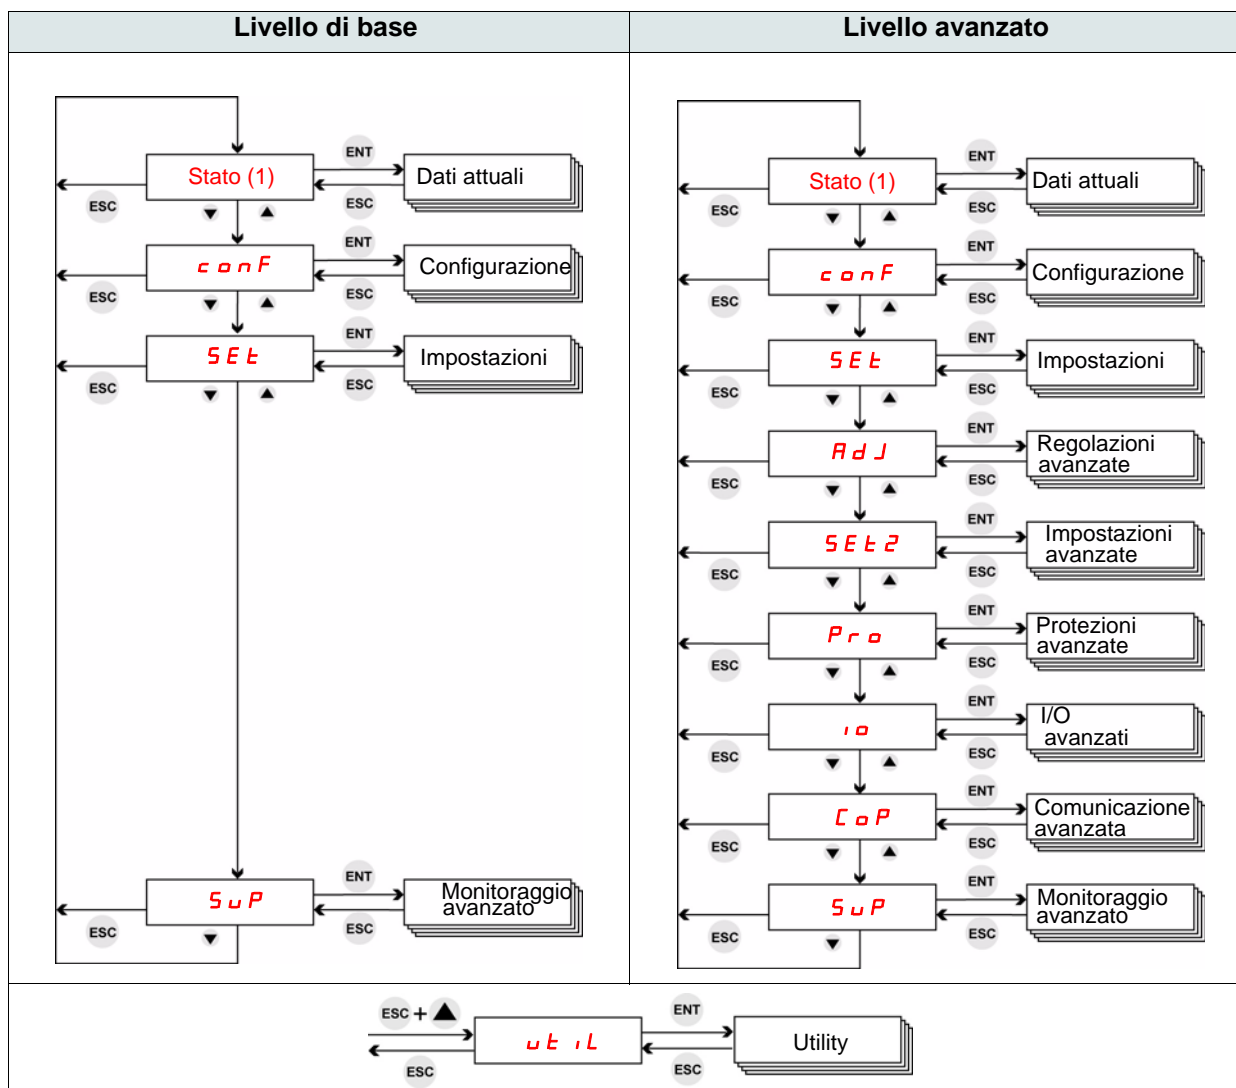 Livello di base
Livello avanzato
Stato (1)
ENT
Dati attuali
ESC
ESC
conF
ENT
Configurazione
ESC
ESC
SEt
ENT
Impostazioni
ESC
ESC
SuP
ENT
Monitoraggio
avanzato
ESC
ESC
Stato (1)
ENT
Dati attuali
ESC
ESC
conF
ENT
Configurazione
ESC
ESC
SEt
ENT
Impostazioni
ESC
ESC
AdJ
ENT
Regolazioni
avanzate
ESC
ESC
SEt2
ENT
Impostazioni
avanzate
ESC
ESC
Pro
ENT
Protezioni
avanzate
ESC
ESC
io
ENT
I/O
avanzati
ESC
ESC
CoP
ENT
Comunicazione
avanzata
ESC
ESC
SuP
ENT
Monitoraggio
avanzato
ESC
ESC
ESC + ▲
utiL
ENT
Utility
ESC
ESC